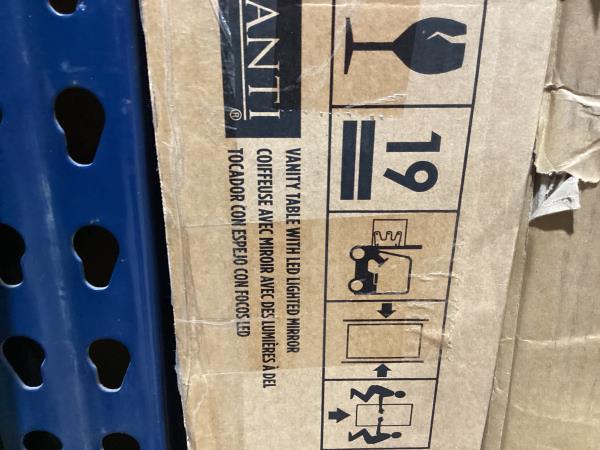 ANTI®
VANITY TABLE WITH LED LIGHTED MIRROR
COIFFEUSE AVEC MIROIR AVEC DES LUMIÈRES À DEL
TOCADOR CON ESPEJO CON FOCOS LED
19